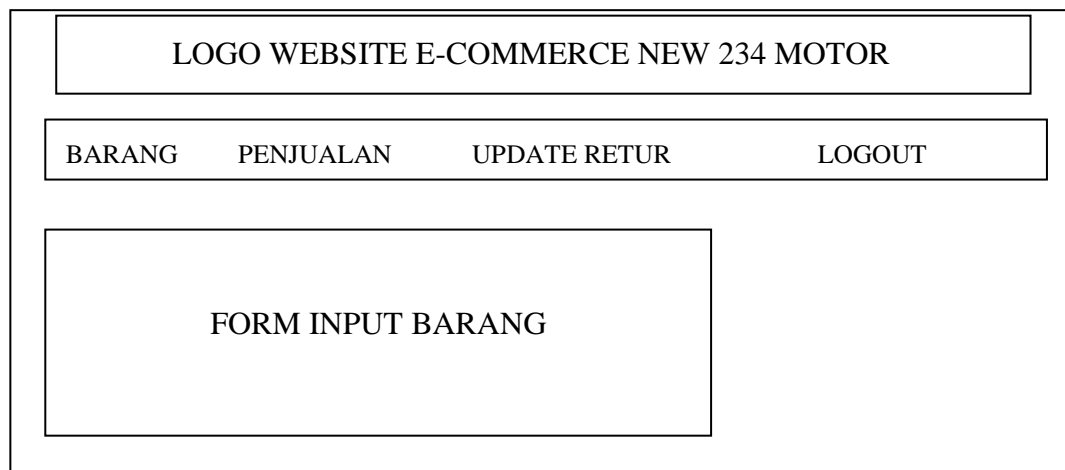 LOGO WEBSITE E-COMMERCE NEW 234 MOTOR
BARANG PENJUALAN UPDATE RETUR LOGOUT
FORM INPUT BARANG